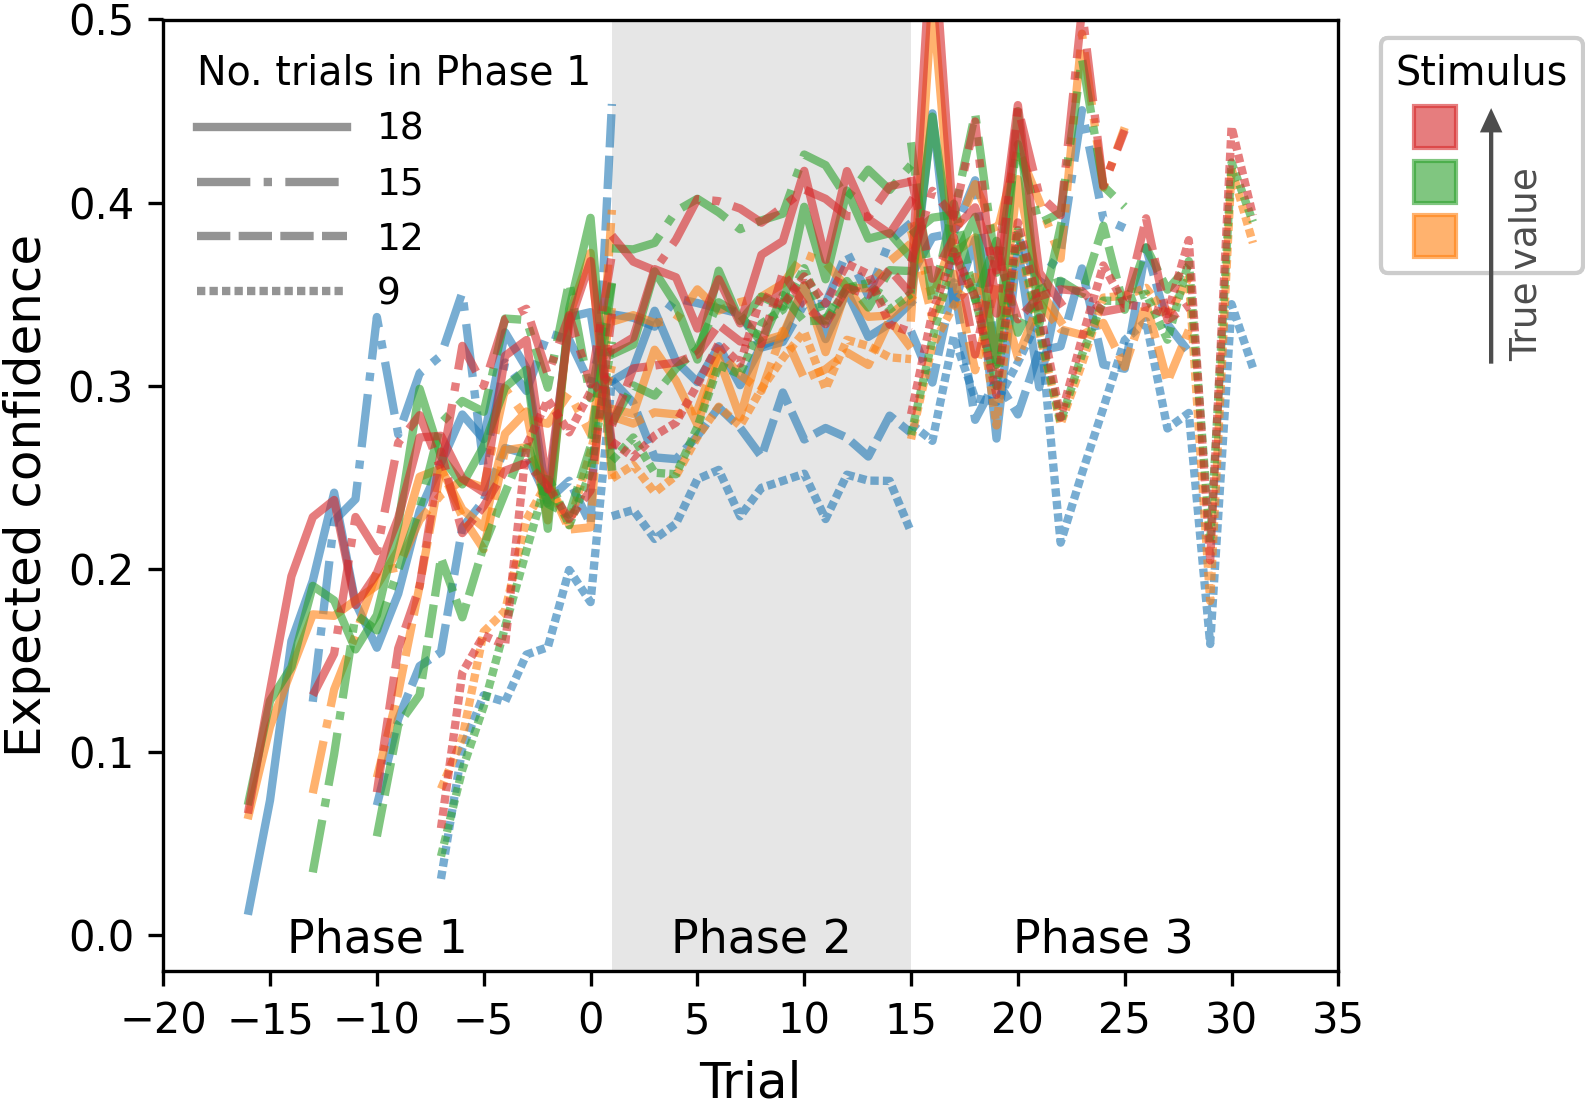 0.5
0.4
0.3
0.2
0.1
0.0
Expected confidence
No. trials in Phase 1
18
15
12
9
Phase 1
Phase 2
Phase 3
−20 −15 −10 −5 0 5 10 15 20 25 30 35
Trial
Stimulus
True value